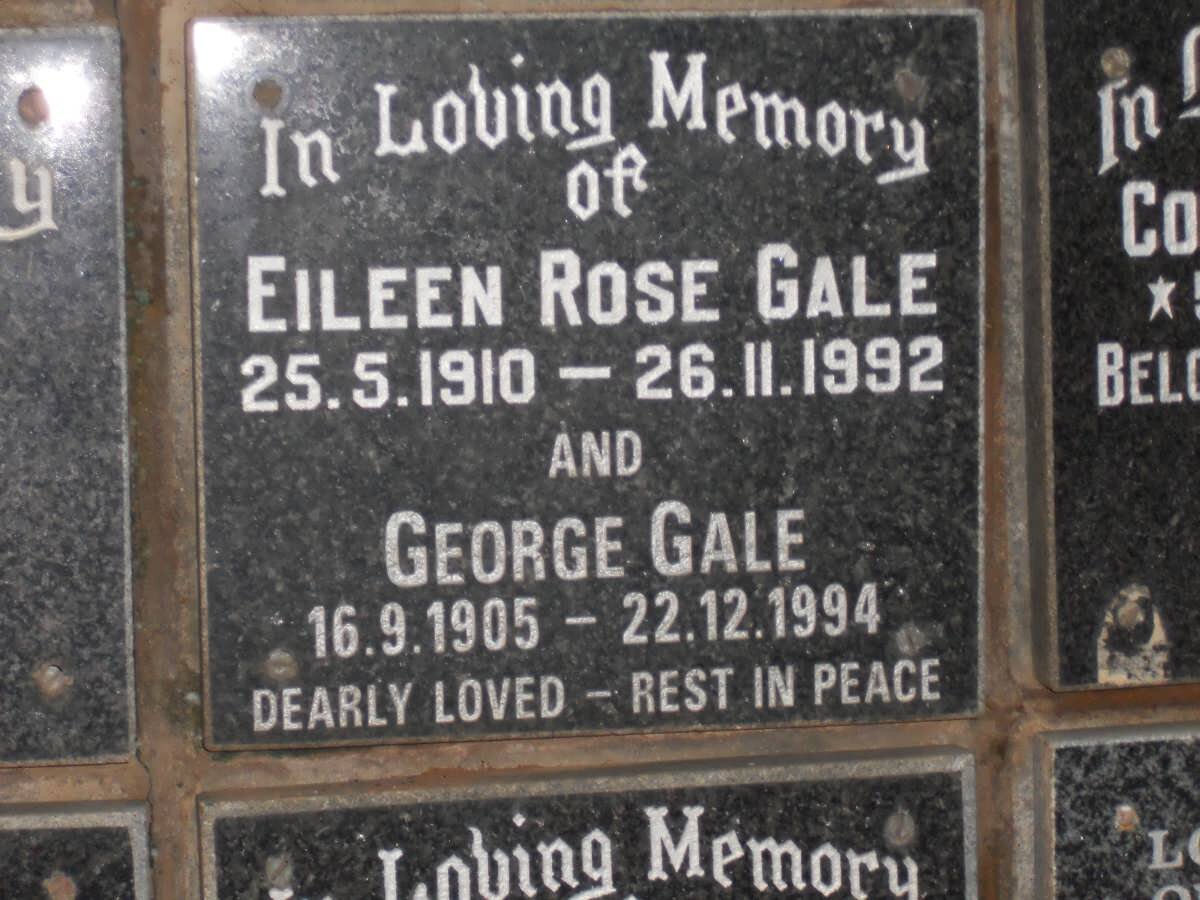 In Loving Memory
of
EILEEN ROSE GALE
25.5.1910 – 26.11.1992
AND
GEORGE GALE
16.9.1905 – 22.12.1994
DEARLY LOVED – REST IN PEACE
In
Loving Memory